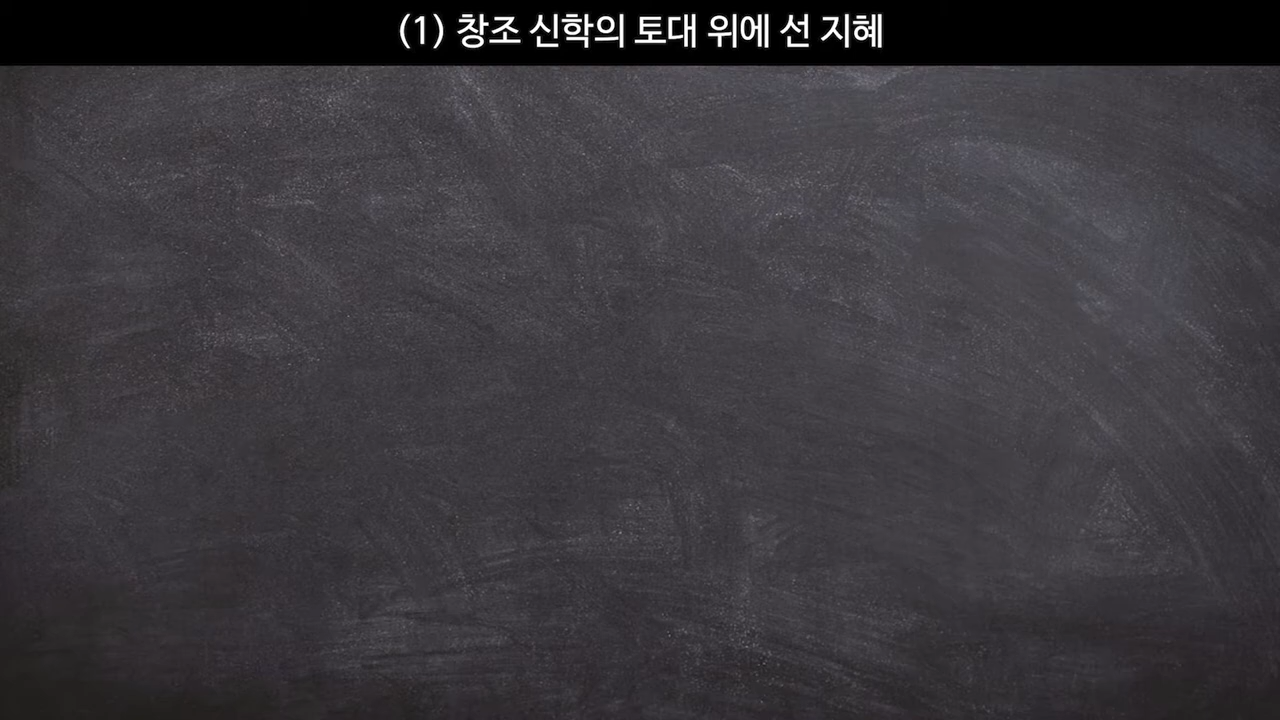 (1) 창조 신학의 토대 위에 선 지혜